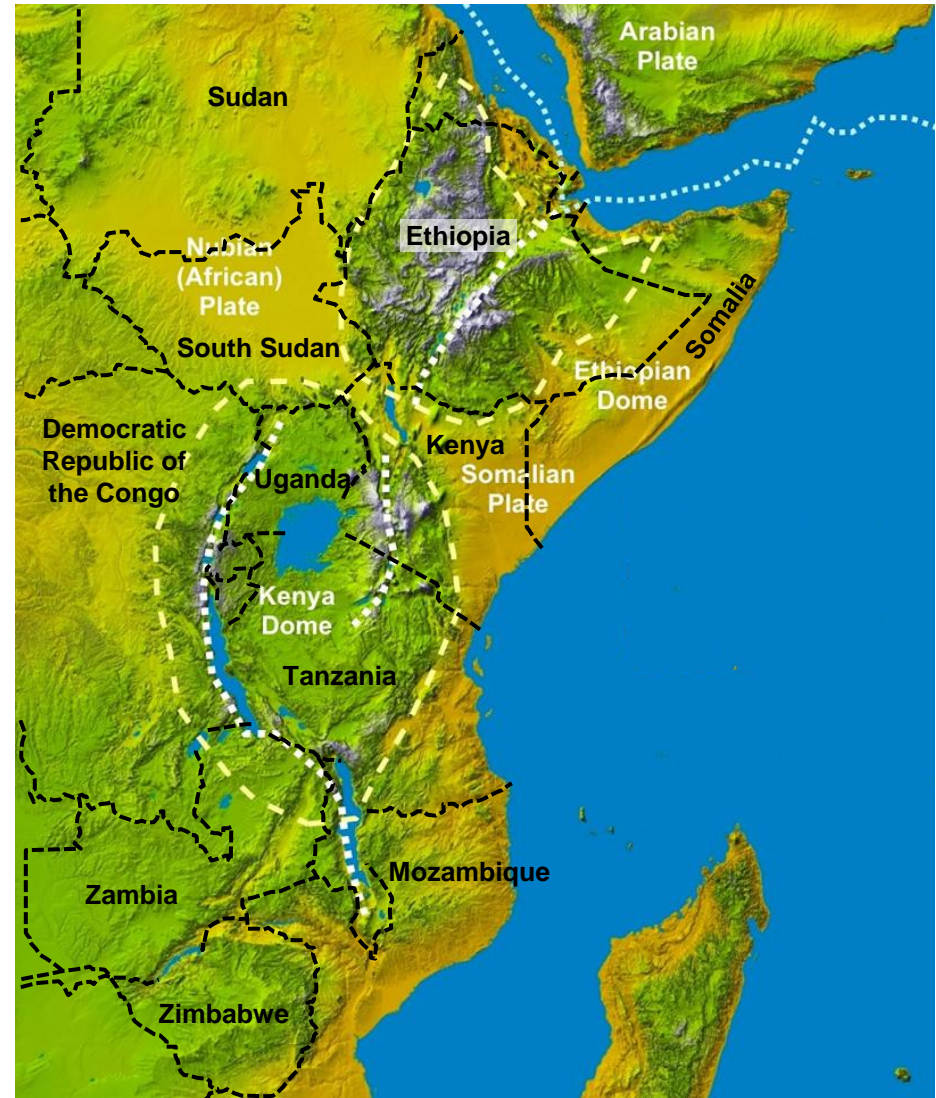 Arabian
Plate
Sudan
Ethiopia
Nubian
(African)
Plate
Somalia
South Sudan
Ethiopian
Dome
Democratic
Republic of
the Congo
Kenya
Uganda
Somalian
Plate
Kenya
Dome
Tanzania
Mozambique
Zambia
Zimbabwe